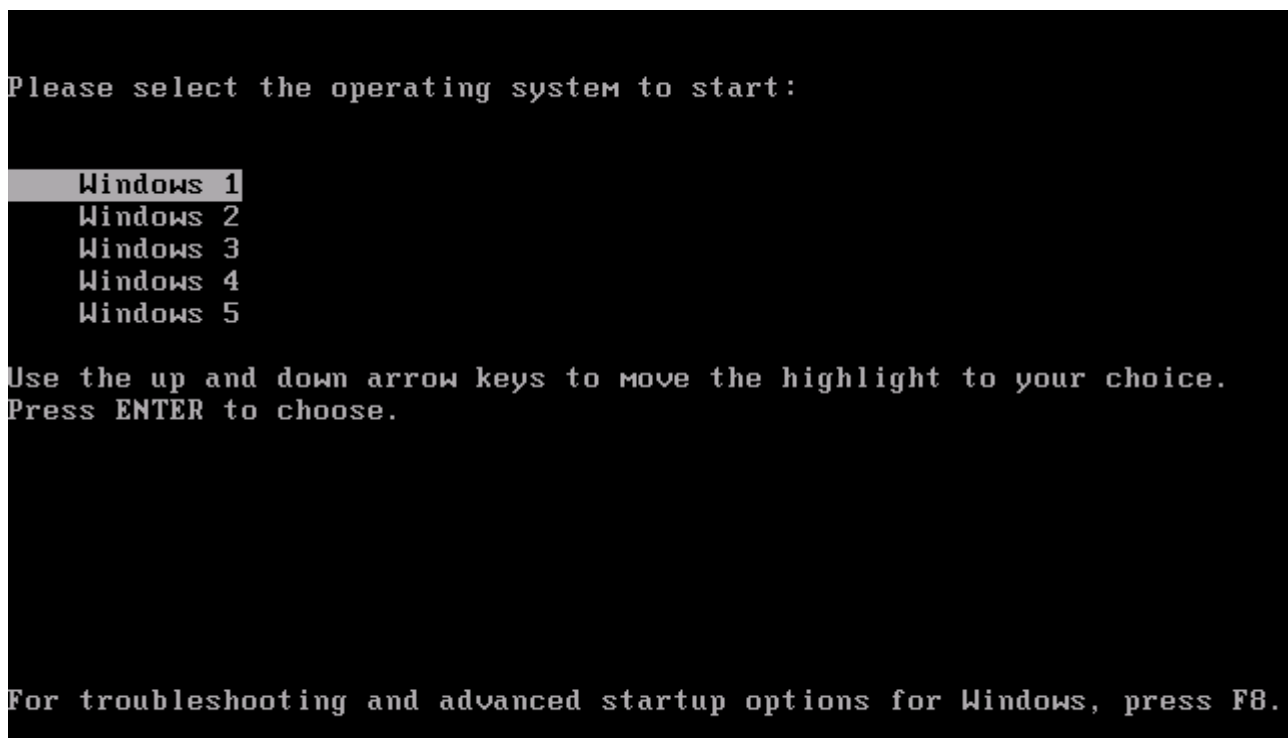 Please select the operating system to start:
Windows 1
Windows 2
Windows 3
Windows 4
Windows 5
Use the up and down arrow keys to move the highlight to your choice.
Press ENTER to choose.
For troubleshooting and advanced startup options for Windows, press F8.